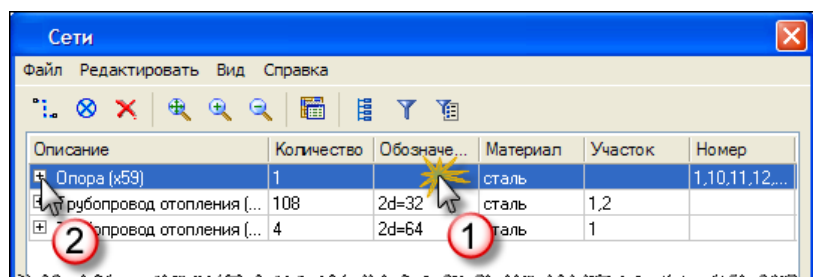 Сети
Файл Редактировать Вид Справка
Описание Количество Обозначе... Материал Участок Номер
Опора (x59) 1 сталь 1,10,11,12,...
Трубопровод отопления (... 108 2d=32 сталь 1,2
опровод отопления (... 4 2d=64 сталь 1
2 1